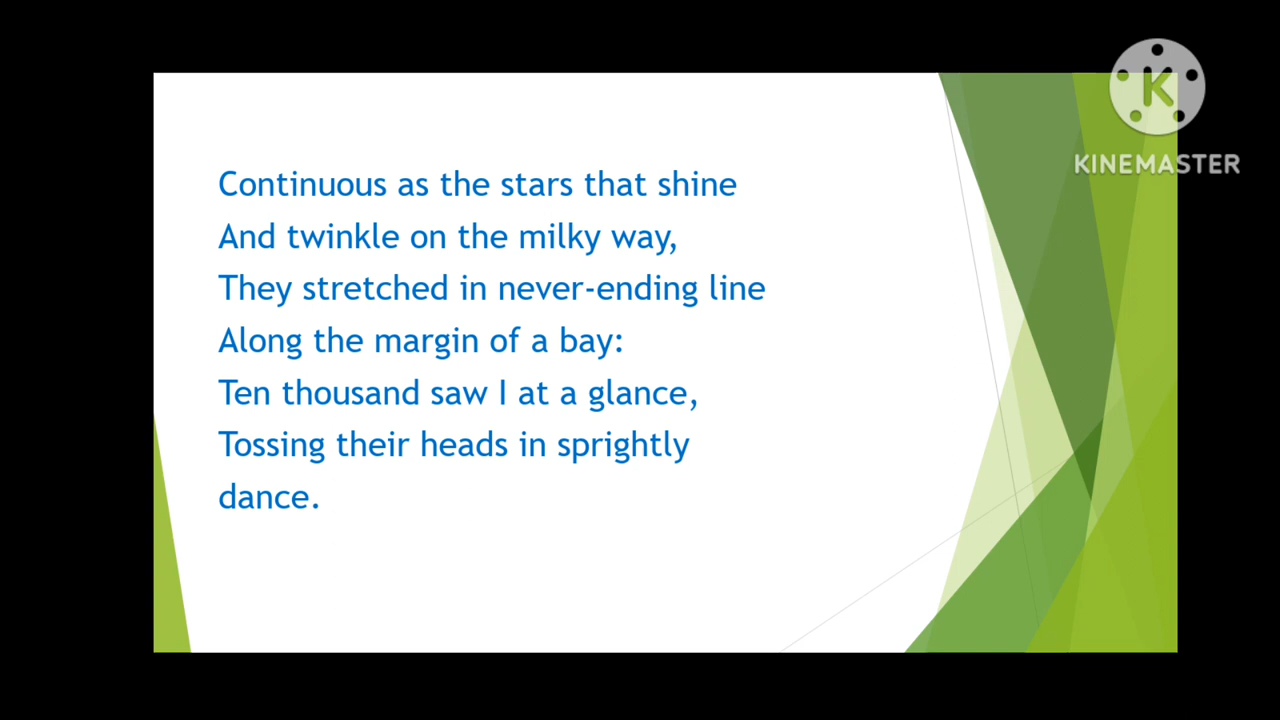 KINEMASTER
Continuous as the stars that shine
And twinkle on the milky way,
They stretched in never-ending line
Along the margin of a bay:
Ten thousand saw I at a glance,
Tossing their heads in sprightly
dance.